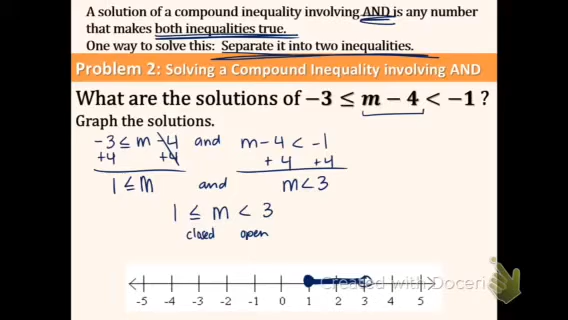 A solution of a compound inequality involving AND is any number
that makes both inequalities true.
One way to solve this: Separate it into two inequalities.
Problem 2: Solving a Compound Inequality involving AND
What are the solutions of −3 ≤ m − 4 < −1 ?
Graph the solutions.
-3 ≤ m - 4 and m - 4 < -1
+4 +4 + 4 +4
1 ≤ m and m < 3
1 ≤ m < 3
closed open
Created with Doceri
-5 -4 -3 -2 -1 0 1 2 3 4 5